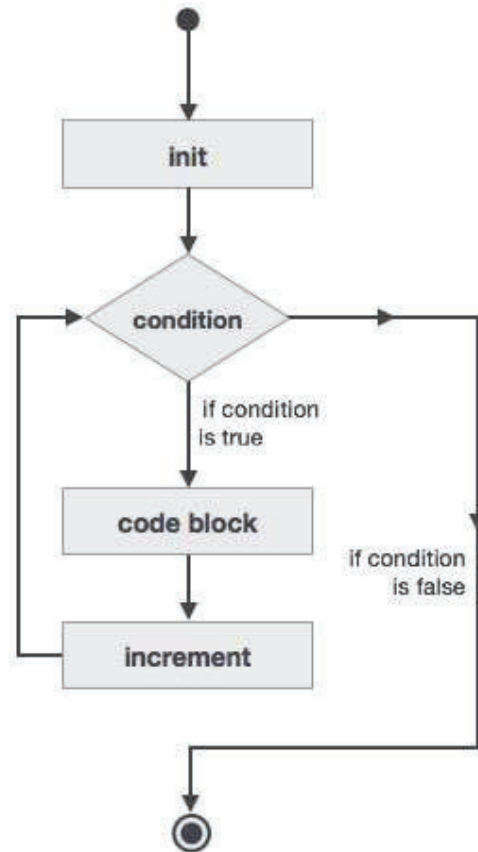 init
condition
if condition
is true
code block
if condition
is false
increment